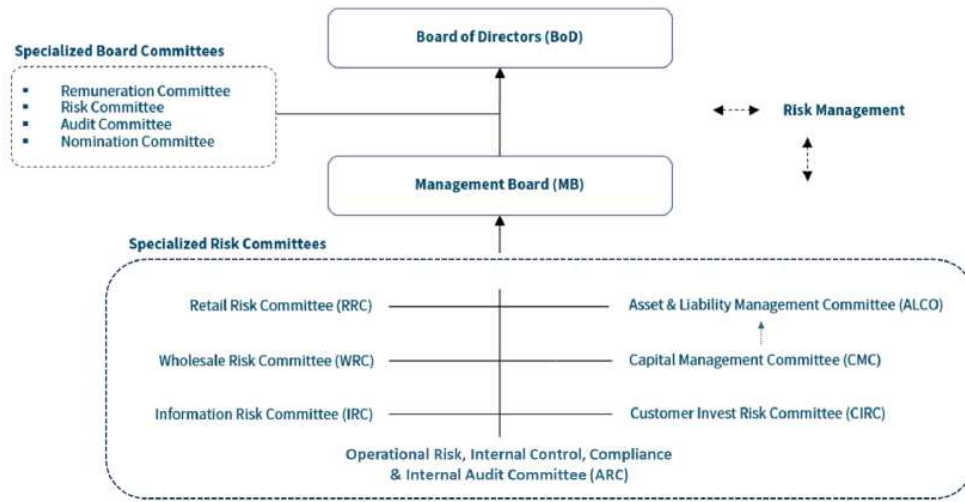 Board of Directors (BoD)
Specialized Board Committees
▪ Remuneration Committee
▪ Risk Committee
▪ Audit Committee
▪ Nomination Committee
Risk Management
Management Board (MB)
Specialized Risk Committees
Retail Risk Committee (RRC)
Asset & Liability Management Committee (ALCO)
Wholesale Risk Committee (WRC)
Capital Management Committee (CMC)
Information Risk Committee (IRC)
Customer Invest Risk Committee (CIRC)
Operational Risk, Internal Control, Compliance
& Internal Audit Committee (ARC)